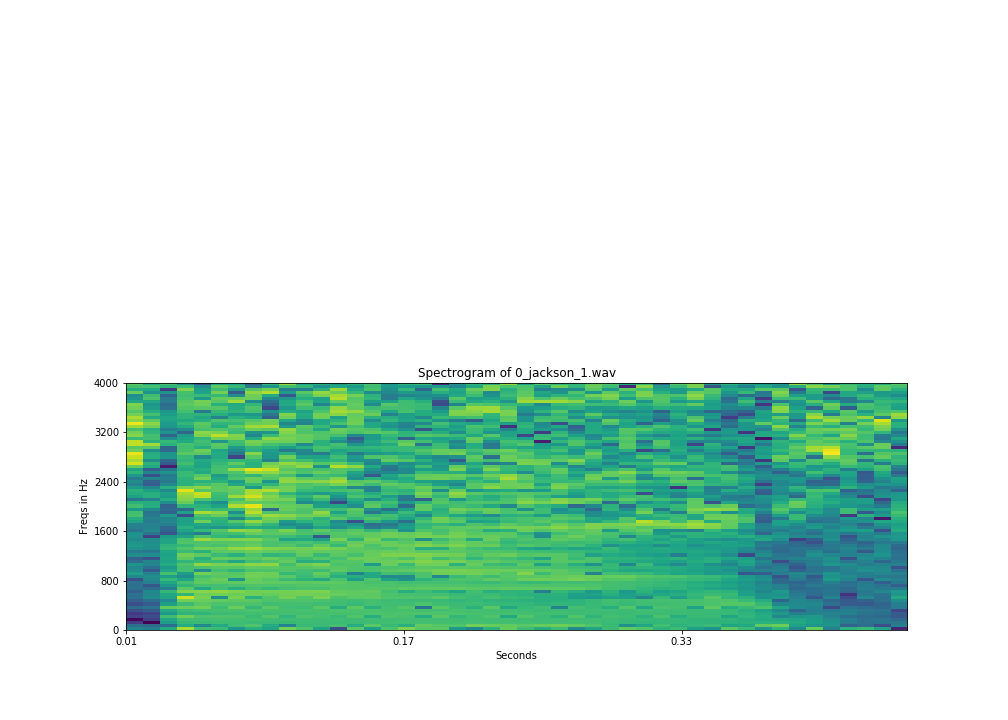 Spectrogram of 0_jackson_1.wav
4000
3200
2400
1600
800
0
Freqs in Hz
0.01 0.17 0.33
Seconds